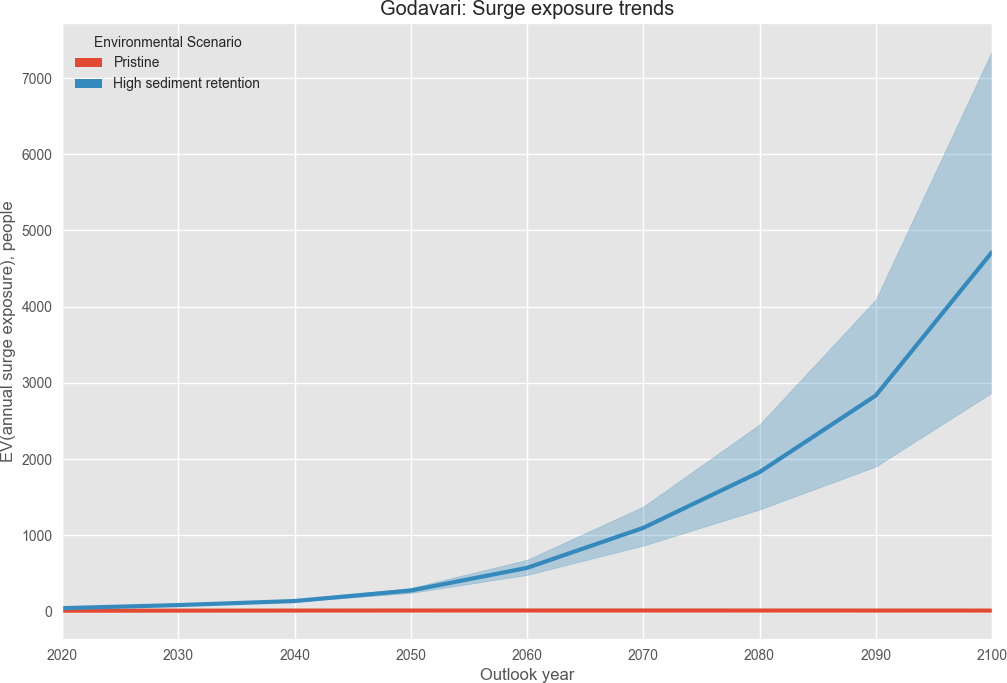 Godavari: Surge exposure trends
Environmental Scenario
Pristine
High sediment retention
EV(annual surge exposure), people
7000
6000
5000
4000
3000
2000
1000
0
2020 2030 2040 2050 2060 2070 2080 2090 2100
Outlook year